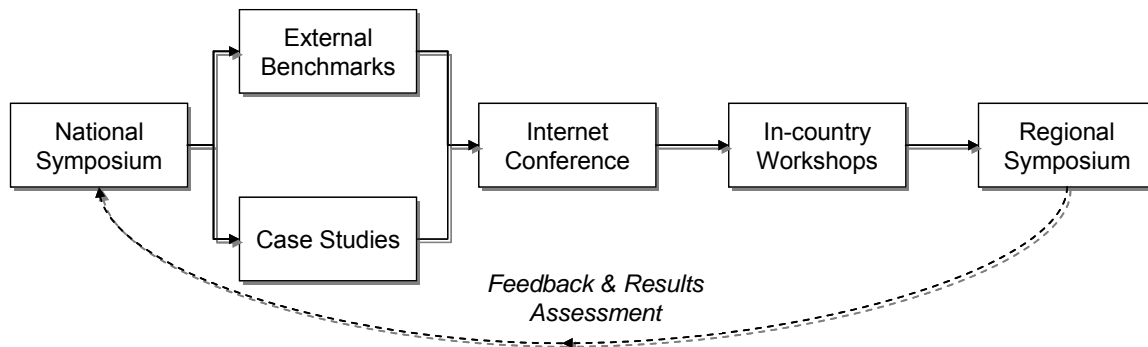 External
Benchmarks
National
Symposium
Case Studies
Internet
Conference
In-country
Workshops
Regional
Symposium
Feedback & Results
Assessment